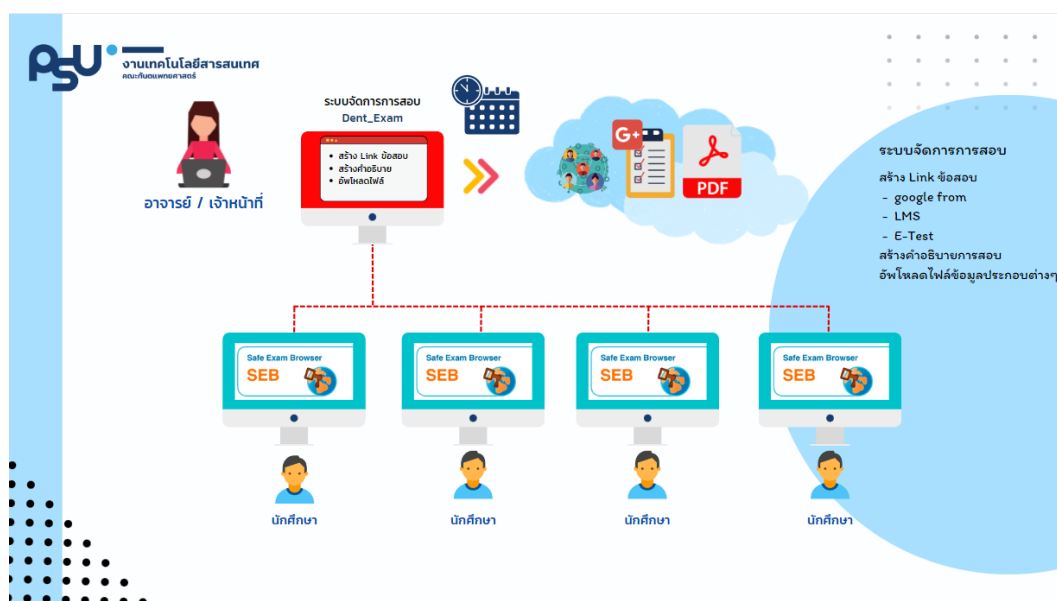 PSU
งานเทคโนโลยีสารสนเทศ
คณะทันตแพทยศาสตร์
ระบบจัดการการสอบ
Dent_Exam
สร้าง Link ข้อสอบ
สร้างคำอธิบาย
อัพโหลดไฟล์
อาจารย์ / เจ้าหน้าที่
G+
PDF
ระบบจัดการการสอบ
สร้าง Link ข้อสอบ
- google from
- LMS
- E-Test
สร้างคำอธิบายการสอบ
อัพโหลดไฟล์ข้อมูลประกอบต่างๆ
Safe Exam Browser
SEB
Safe Exam Browser
SEB
Safe Exam Browser
SEB
Safe Exam Browser
SEB
นักศึกษา
นักศึกษา
นักศึกษา
นักศึกษา